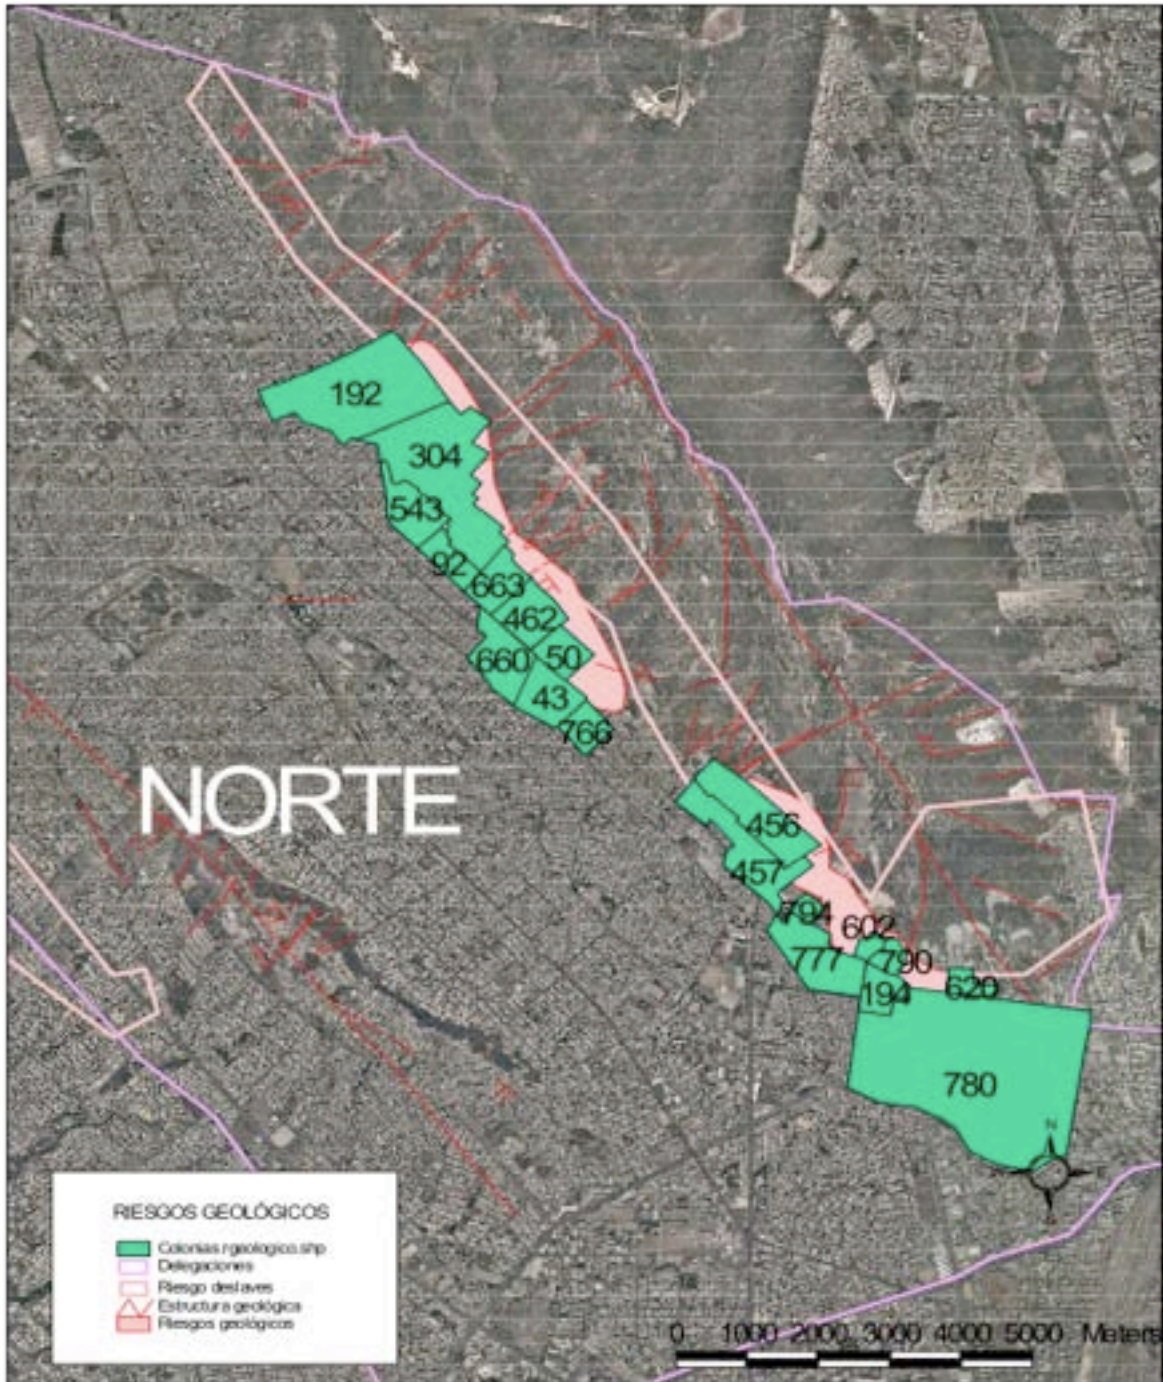 192
304
543
92
663
462
660
50
43
766
NORTE
456
457
794
602
777
790
194
620
780
N
RIESGOS GEOLÓGICOS
Colonias rgeologico.shp
Delegaciones
Riesgo deslaves
Estructura geológica
Riesgos geológicos
0 1000 2000 3000 4000 5000 Meters